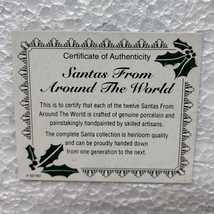 Certificate of Authenticity
Santas From
Around The World
This is to certify that each of the twelve Santas From
Around The World is crafted of genuine porcelain and
painstakingly handpainted by skilled artisans.
The complete Santa collection is heirloom quality
and can be proudly handed down
from one generation to the next.